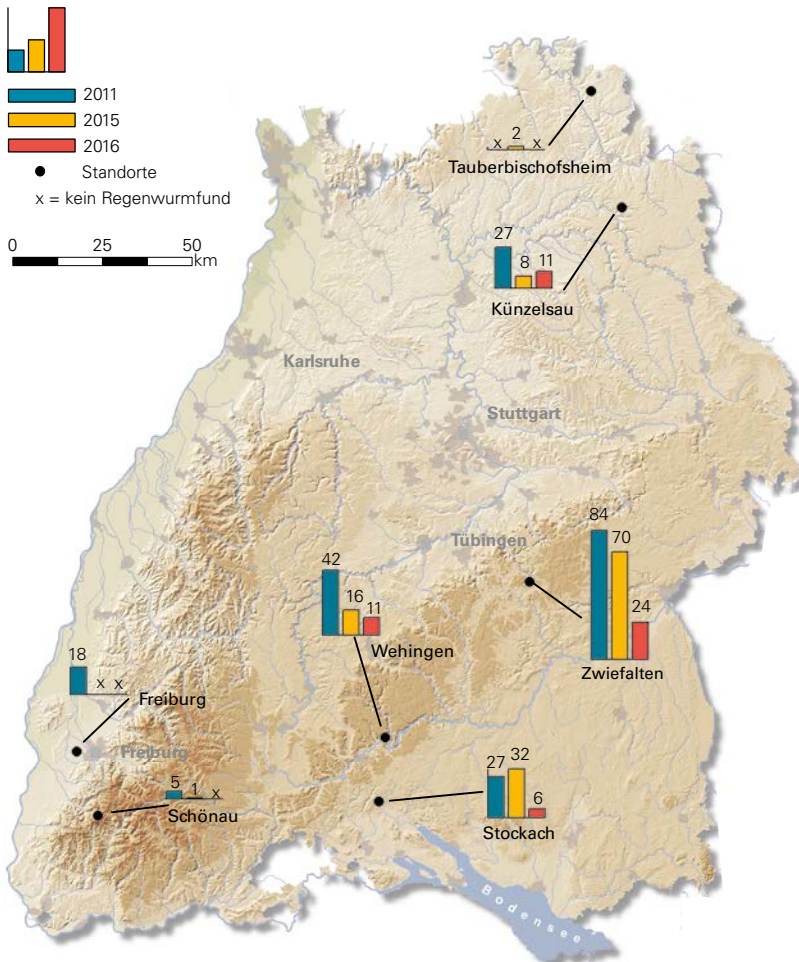 2011
2015
2016
Standorte
x = kein Regenwurmfund
0 25 50
km
x 2 x
Tauberbischofsheim
27
8
11
Künzelsau
Karlsruhe
Stuttgart
Tübingen
84
70
24
Zwiefalten
42
16
11
Wehingen
18
x x
Freiburg
Freiburg
5
1 x
Schönau
27 32
6
Stockach
Bodensee